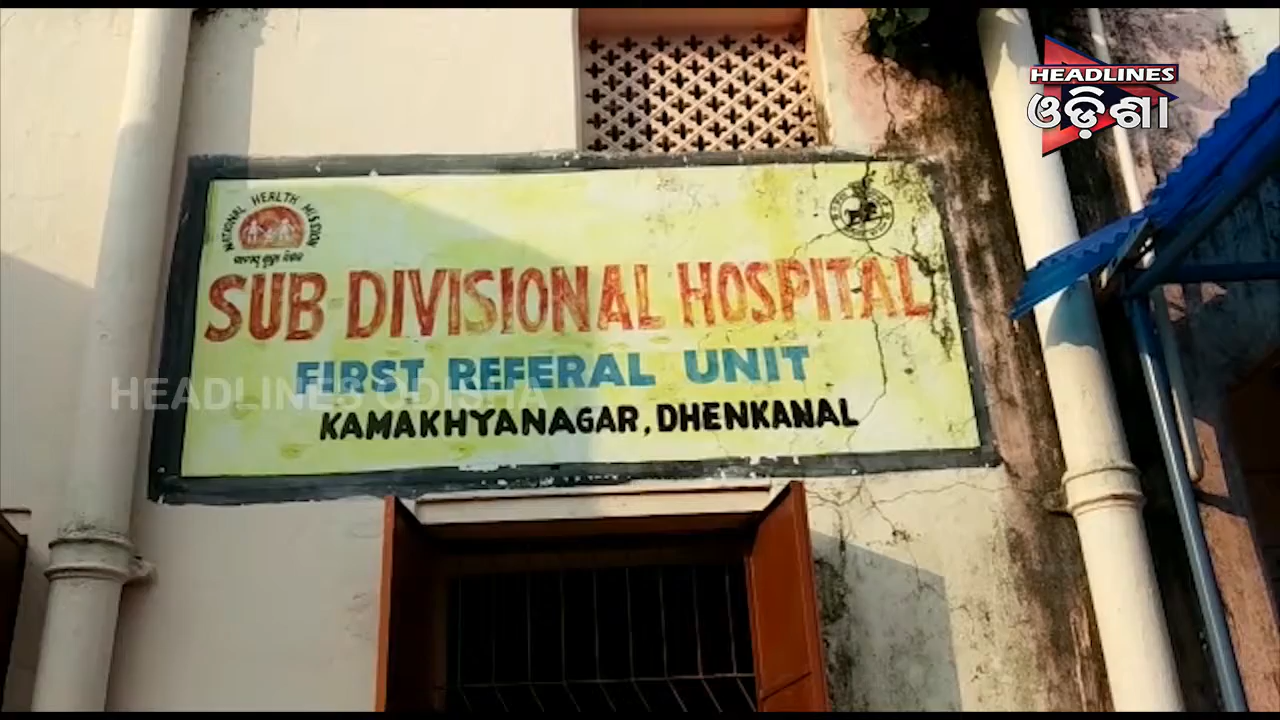 HEADLINES
ଓଡ଼ିଶା
NATIONAL HEALTH MISSION
SUB DIVISIONAL HOSPITAL
FIRST REFERAL UNIT
HEADLINES ODISHA
KAMAKHYANAGAR, DHENKANAL